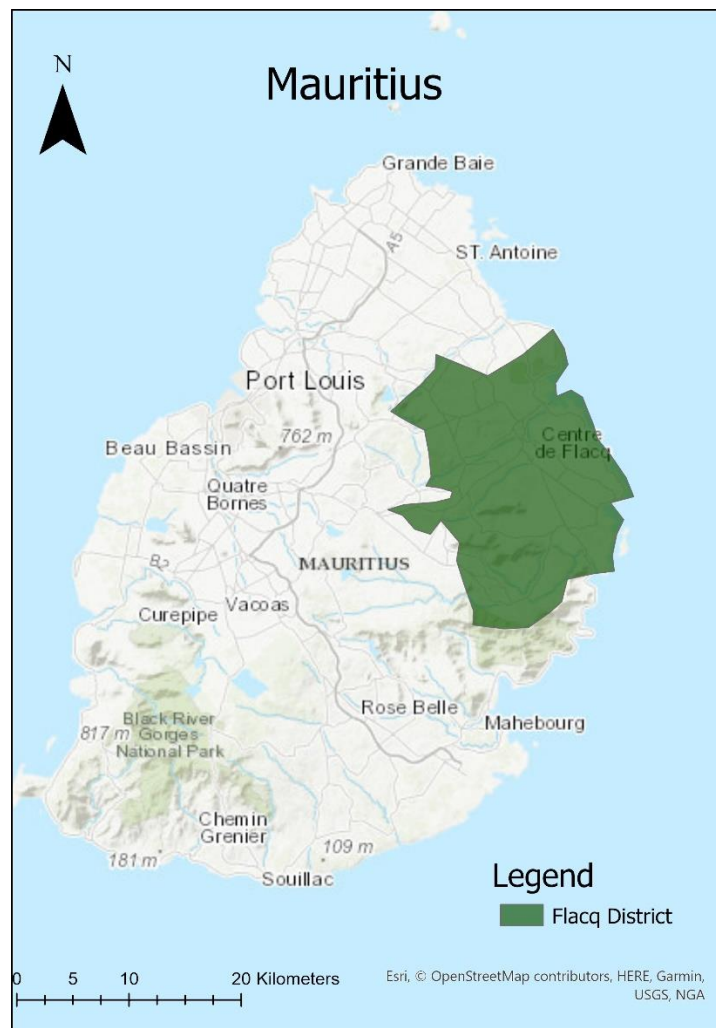 N
Mauritius
Grande Baie
A5
ST. Antoine
Port Louis
762 m
Beau Bassin
Centre
de Flacq
Quatre
Bornes
MAURITIUS
Vacoas
Curepipe
Rose Belle
Mahebourg
Black River
Gorges
National Park
817 m
Chemin
Grenier
109 m
181 m
Souillac
Legend
Flacq District
0 5 10 20 Kilometers
Esri, © OpenStreetMap contributors, HERE, Garmin,
USGS, NGA